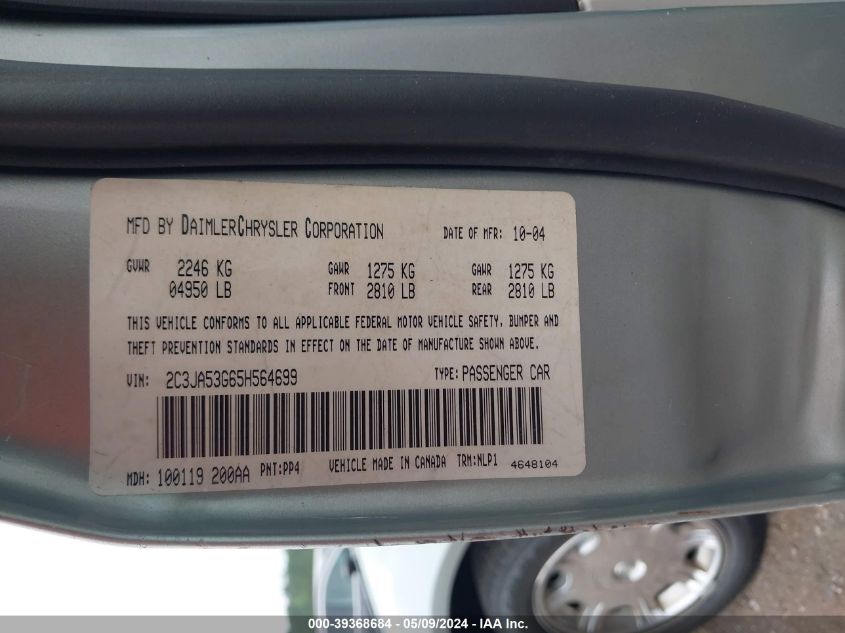 MFD BY DAIMLERCHRYSLER CORPORATION DATE OF MFR: 10-04
GVWR 2246 KG GAWR 1275 KG GAWR 1275 KG
04950 LB FRONT 2810 LB REAR 2810 LB
THIS VEHICLE CONFORMS TO ALL APPLICABLE FEDERAL MOTOR VEHICLE SAFETY, BUMPER AND
THEFT PREVENTION STANDARDS IN EFFECT ON THE DATE OF MANUFACTURE SHOWN ABOVE.
VIN: 2C3JA53G65H564699 TYPE: PASSENGER CAR
MDH: 100119 200AA PNT:PP4 VEHICLE MADE IN CANADA TRM:NLP1 4648104
000-39368684 - 05/09/2024 - IAA Inc.